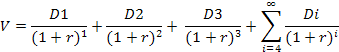 V = D1/(1 + r)^1 + D2/(1 + r)^2 + D3/(1 + r)^3 + ∑_{i=4}^{∞} Di/(1 + r)^i